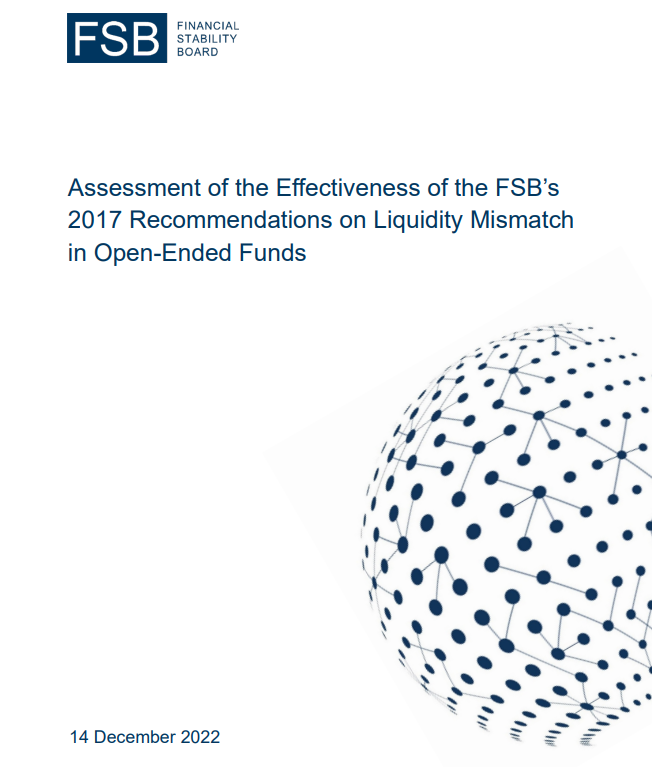 FSB
FINANCIAL
STABILITY
BOARD
Assessment of the Effectiveness of the FSB’s
2017 Recommendations on Liquidity Mismatch
in Open-Ended Funds
14 December 2022